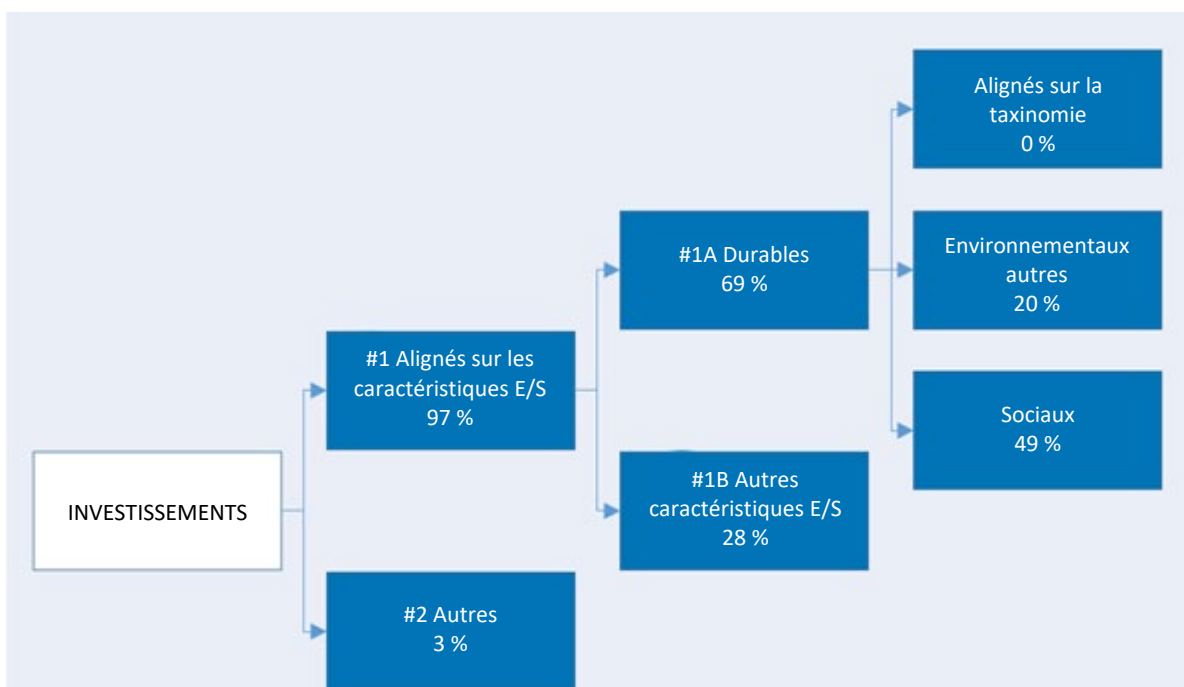 INVESTISSEMENTS
#1 Alignés sur les
caractéristiques E/S
97 %
#2 Autres
3 %
#1A Durables
69 %
#1B Autres
caractéristiques E/S
28 %
Alignés sur la
taxinomie
0 %
Environnementaux
autres
20 %
Sociaux
49 %